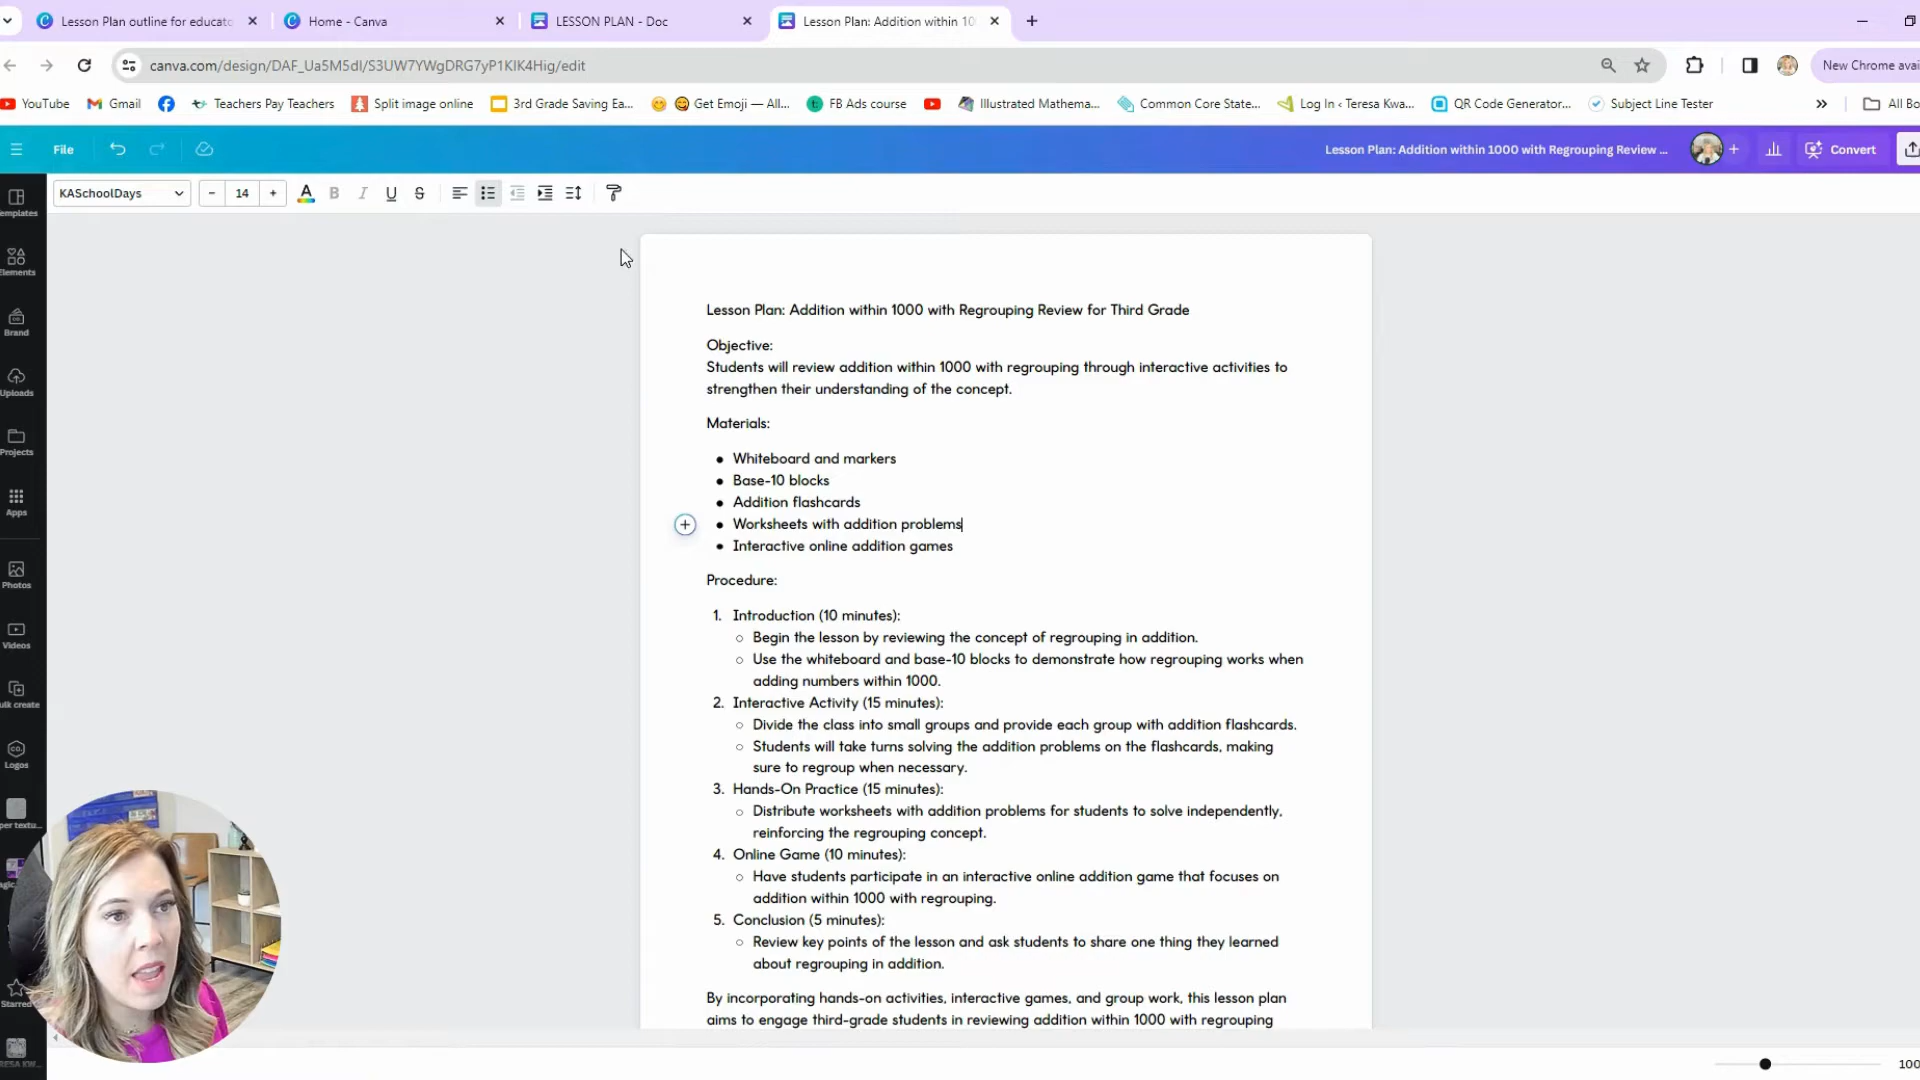 Lesson Plan outline for educato
Home - Canva
LESSON PLAN - Doc
Lesson Plan: Addition within 10
canva.com/design/DAF_Ua5M5dI/S3UW7YWgDRG7yP1KIK4Hig/edit
New Chrome avai
YouTube
Gmail
Teachers Pay Teachers
Split image online
3rd Grade Saving Ea...
Get Emoji — All...
FB Ads course
Illustrated Mathema...
Common Core State...
Log In ‹ Teresa Kwa...
QR Code Generator...
Subject Line Tester
All Bo
File
Lesson Plan: Addition within 1000 with Regrouping Review ...
Convert
KASchoolDays
14
Templates
Elements
Brand
Uploads
Projects
Apps
Photos
Videos
ulk create
Logos
per textu...
Starred
Lesson Plan: Addition within 1000 with Regrouping Review for Third Grade
Objective:
Students will review addition within 1000 with regrouping through interactive activities to
strengthen their understanding of the concept.
Materials:
● Whiteboard and markers
● Base-10 blocks
● Addition flashcards
● Worksheets with addition problems
● Interactive online addition games
Procedure:
1. Introduction (10 minutes):
○ Begin the lesson by reviewing the concept of regrouping in addition.
○ Use the whiteboard and base-10 blocks to demonstrate how regrouping works when
adding numbers within 1000.
2. Interactive Activity (15 minutes):
○ Divide the class into small groups and provide each group with addition flashcards.
○ Students will take turns solving the addition problems on the flashcards, making
sure to regroup when necessary.
3. Hands-On Practice (15 minutes):
○ Distribute worksheets with addition problems for students to solve independently,
reinforcing the regrouping concept.
4. Online Game (10 minutes):
○ Have students participate in an interactive online addition game that focuses on
addition within 1000 with regrouping.
5. Conclusion (5 minutes):
○ Review key points of the lesson and ask students to share one thing they learned
about regrouping in addition.
By incorporating hands-on activities, interactive games, and group work, this lesson plan
aims to engage third-grade students in reviewing addition within 1000 with regrouping
100